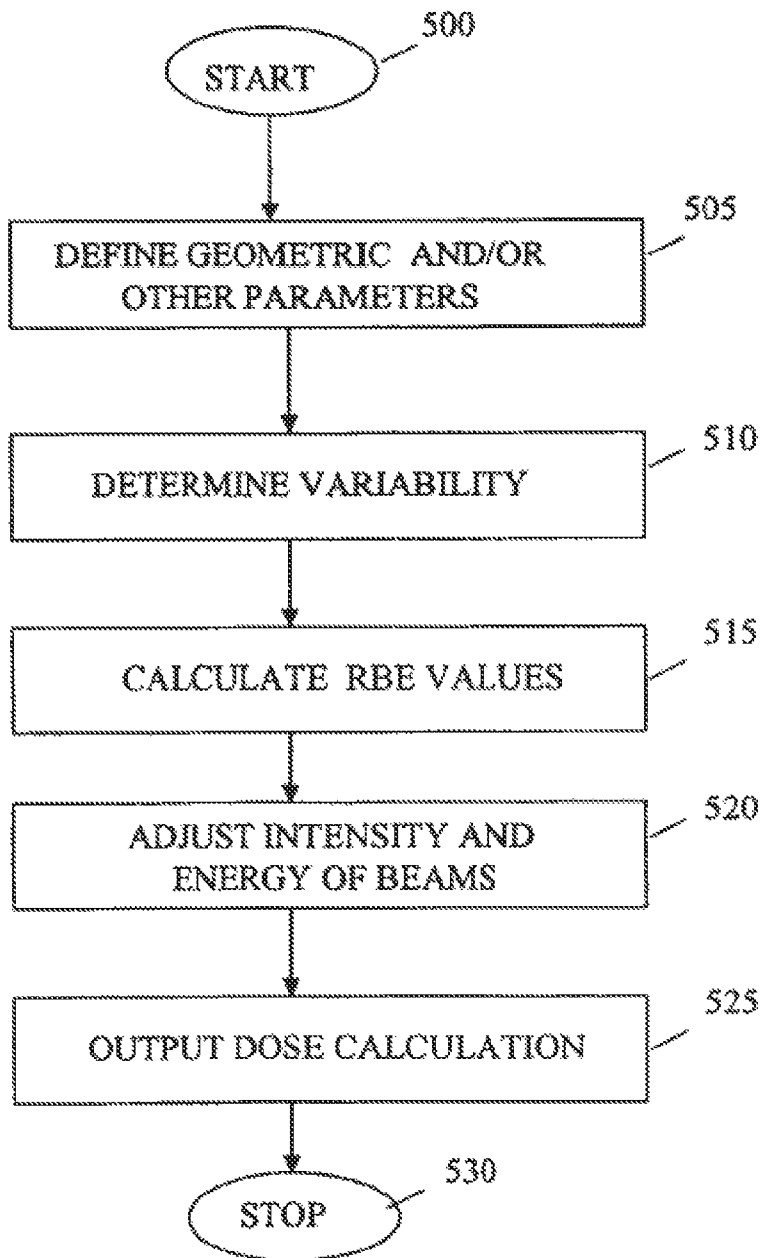 500
START
505
DEFINE GEOMETRIC AND/OR
OTHER PARAMETERS
510
DETERMINE VARIABILITY
515
CALCULATE RBE VALUES
520
ADJUST INTENSITY AND
ENERGY OF BEAMS
525
OUTPUT DOSE CALCULATION
530
STOP